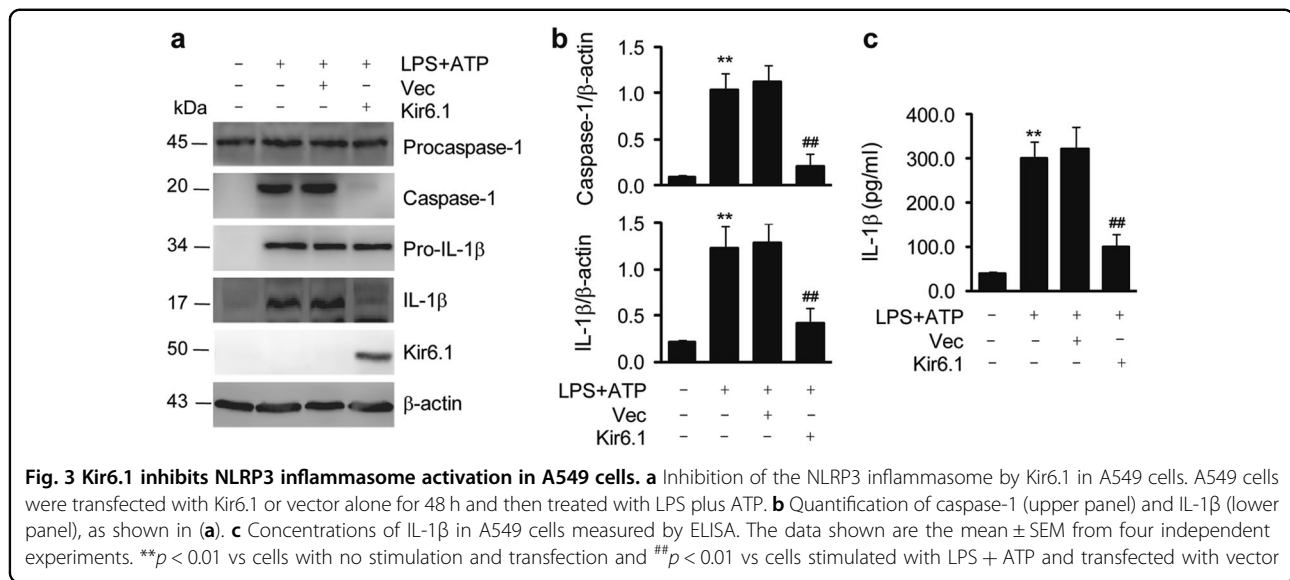 a
− + + + LPS+ATP
− − + − Vec
kDa − − − + Kir6.1
45 Procaspase-1
20 Caspase-1
34 Pro-IL-1β
17 IL-1β
50 Kir6.1
43 β-actin
b
Caspase-1/β-actin
1.5
1.0
0.5
0.0
** ##
IL-1β/β-actin
1.5
1.0
0.5
0.0
** ##
LPS+ATP − + + +
Vec − − + −
Kir6.1 − − − +
c
IL-1β (pg/ml)
400.0
300.0
200.0
100.0
0.0
** ##
LPS+ATP − + + +
Vec − − + −
Kir6.1 − − − +
Fig. 3 Kir6.1 inhibits NLRP3 inflammasome activation in A549 cells. a Inhibition of the NLRP3 inflammasome by Kir6.1 in A549 cells. A549 cells
were transfected with Kir6.1 or vector alone for 48 h and then treated with LPS plus ATP. b Quantification of caspase-1 (upper panel) and IL-1β (lower
panel), as shown in (a). c Concentrations of IL-1β in A549 cells measured by ELISA. The data shown are the mean ± SEM from four independent
experiments. **p < 0.01 vs cells with no stimulation and transfection and ##p < 0.01 vs cells stimulated with LPS + ATP and transfected with vector